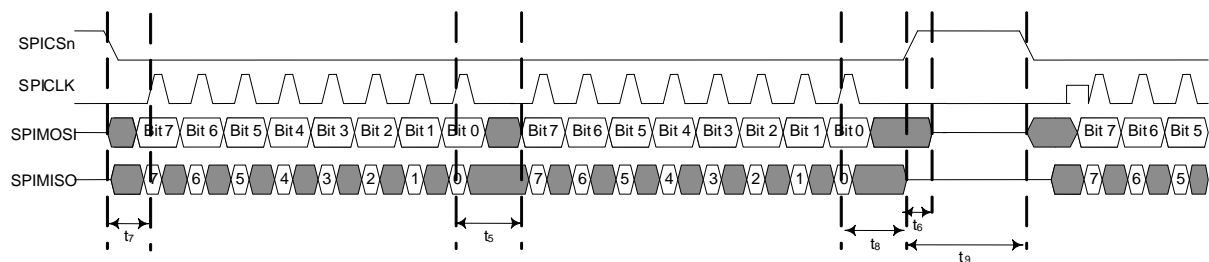 SPICSn
SPICLK
SPIMOSI Bit 7 Bit 6 Bit 5 Bit 4 Bit 3 Bit 2 Bit 1 Bit 0 Bit 7 Bit 6 Bit 5 Bit 4 Bit 3 Bit 2 Bit 1 Bit 0 Bit 7 Bit 6 Bit 5
SPIMISO 7 6 5 4 3 2 1 0 7 6 5 4 3 2 1 0 7 6 5
t7 t5 t8 t6
t9